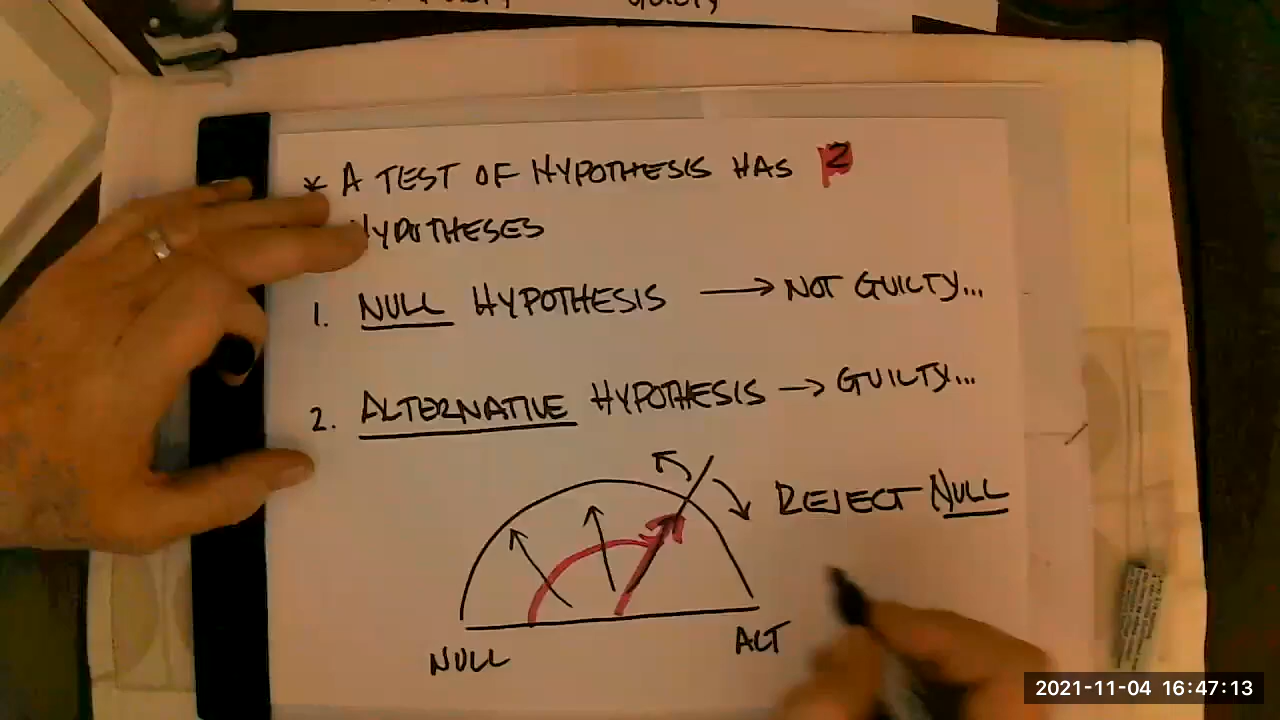 GUILTY
* A TEST OF HYPOTHESIS HAS 2
HYPOTHESES
1. NULL HYPOTHESIS → NOT GUILTY...
2. ALTERNATIVE HYPOTHESIS → GUILTY...
REJECT NULL
NULL
ALT
2021-11-04 16:47:13